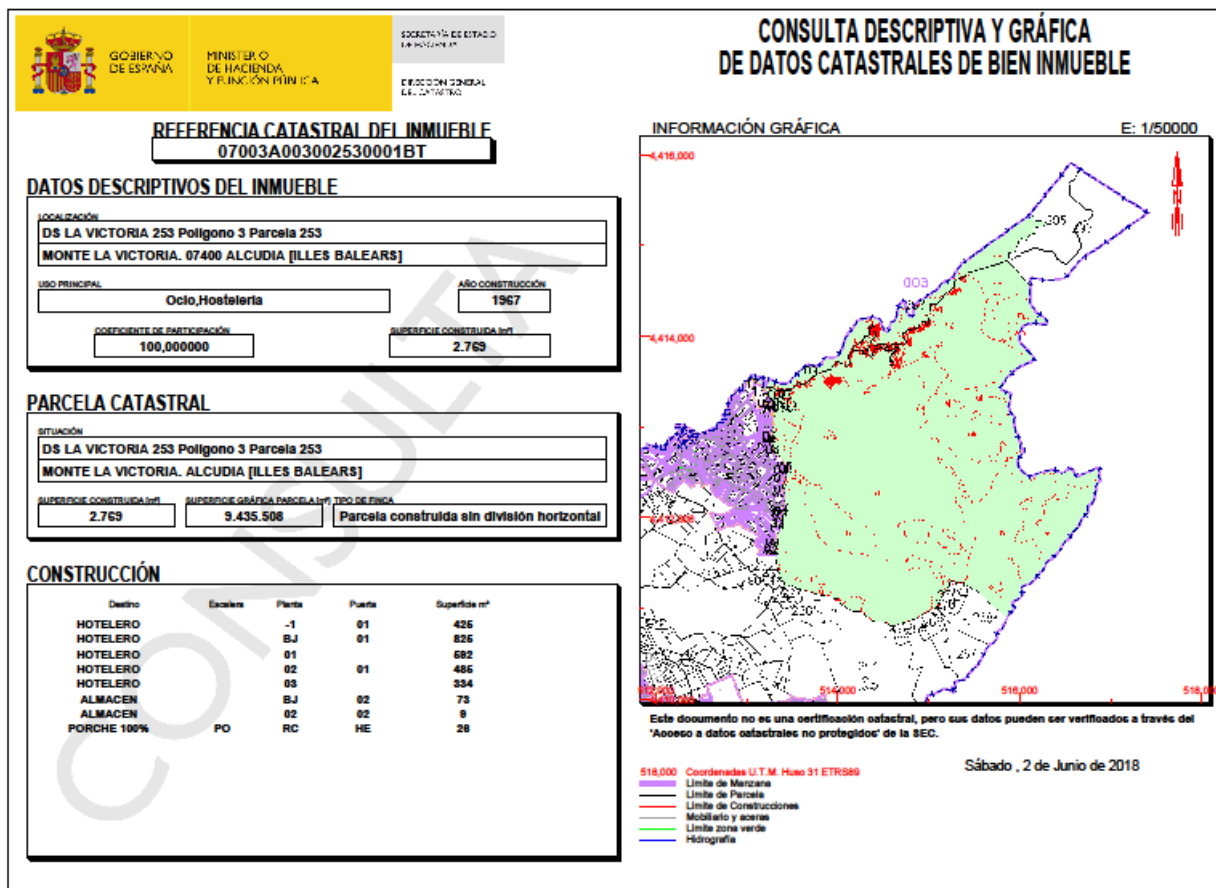 GOBIERNO
DE ESPAÑA
MINISTERIO
DE HACIENDA
Y FUNCIÓN PÚBLICA
SECRETARÍA DE ESTADO
DE HACIENDA
DIRECCIÓN GENERAL
DEL CATASTRO
CONSULTA DESCRIPTIVA Y GRÁFICA
DE DATOS CATASTRALES DE BIEN INMUEBLE
REFERENCIA CATASTRAL DEL INMUEBLE
07003A003002530001BT
DATOS DESCRIPTIVOS DEL INMUEBLE
LOCALIZACIÓN
DS LA VICTORIA 253 Polígono 3 Parcela 253
MONTE LA VICTORIA. 07400 ALCUDIA [ILLES BALEARS]
USO PRINCIPAL
Ocio,Hostelería
AÑO CONSTRUCCIÓN
1967
COEFICIENTE DE PARTICIPACIÓN
100,000000
SUPERFICIE CONSTRUIDA [m²]
2.769
PARCELA CATASTRAL
SITUACIÓN
DS LA VICTORIA 253 Polígono 3 Parcela 253
MONTE LA VICTORIA. ALCUDIA [ILLES BALEARS]
SUPERFICIE CONSTRUIDA [m²]
2.769
SUPERFICIE GRÁFICA PARCELA [m²]
9.435.508
TIPO DE FINCA
Parcela construida sin división horizontal
CONSTRUCCIÓN
Destino Escalera Planta Puerta Superficie m²
HOTELERO -1 01 425
HOTELERO BJ 01 825
HOTELERO 01 592
HOTELERO 02 01 485
HOTELERO 03 334
ALMACEN BJ 02 73
ALMACEN 02 02 9
PORCHE 100% PO RC HE 26
CONSULTA
INFORMACIÓN GRÁFICA E: 1/50000
4,416,000
4,414,000
003
514,000
516,000
Este documento no es una certificación catastral, pero sus datos pueden ser verificados a través del
'Acceso a datos catastrales no protegidos' de la SEC.
Sábado , 2 de Junio de 2018
518,000 Coordenadas U.T.M. Huso 31 ETRS89
Límite de Manzana
Límite de Parcela
Límite de Construcciones
Mobiliario y aceras
Límite zona verde
Hidrografía